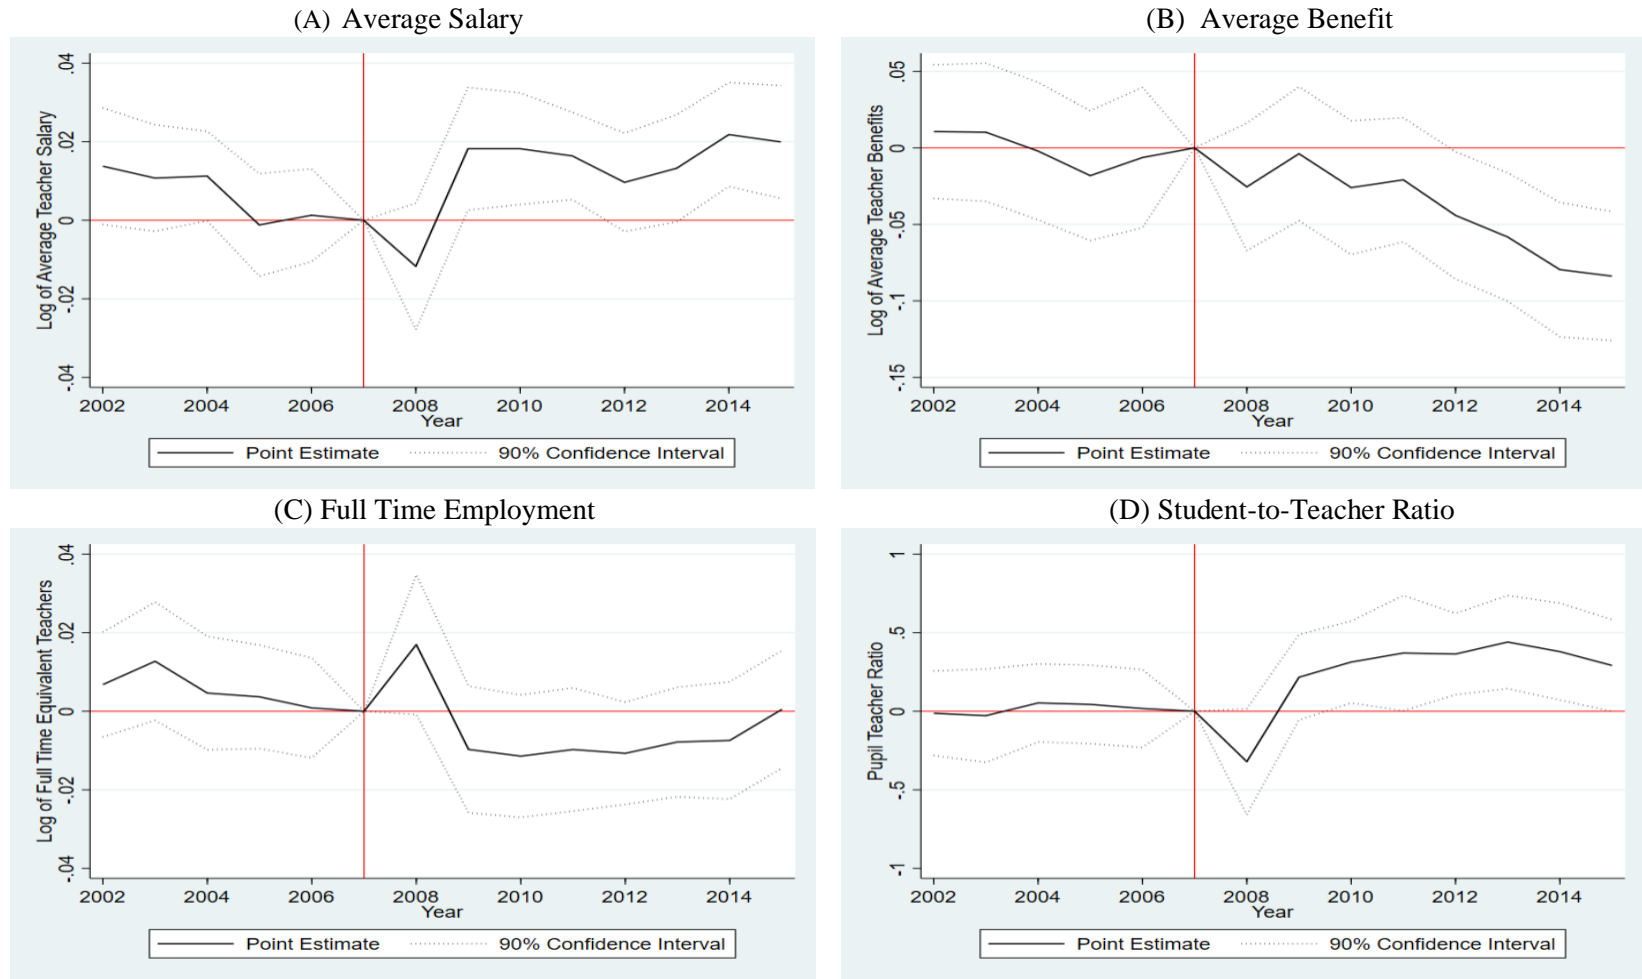 (A) Average Salary
Log of Average Teacher Salary
.04
.02
0
-.02
-.04
2002 2004 2006 2008 2010 2012 2014
Year
Point Estimate 90% Confidence Interval
(B) Average Benefit
Log of Average Teacher Benefits
.05
0
-.05
-.1
-.15
2002 2004 2006 2008 2010 2012 2014
Year
Point Estimate 90% Confidence Interval
(C) Full Time Employment
Log of Full Time Equivalent Teachers
.04
.02
0
-.02
-.04
2002 2004 2006 2008 2010 2012 2014
Year
Point Estimate 90% Confidence Interval
(D) Student-to-Teacher Ratio
Pupil Teacher Ratio
1
.5
0
-.5
-1
2002 2004 2006 2008 2010 2012 2014
Year
Point Estimate 90% Confidence Interval